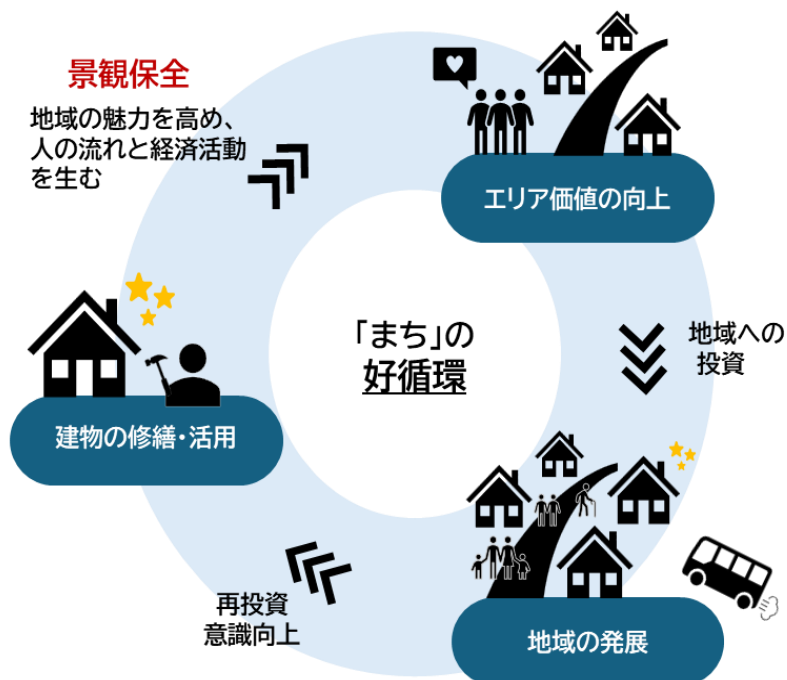 景観保全
地域の魅力を高め、
人の流れと経済活動
を生む
エリア価値の向上
「まち」の
好循環
地域への
投資
建物の修繕・活用
再投資
意識向上
地域の発展